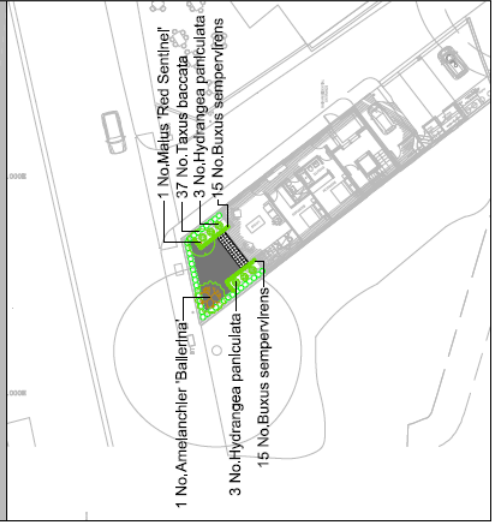 1 No.Malus 'Red Sentinel'
37 No.Taxus baccata
3 No.Hydrangea paniculata
15 No.Buxus sempervirens
1 No.Amelanchier 'Ballerina'
3 No.Hydrangea paniculata
15 No.Buxus sempervirens